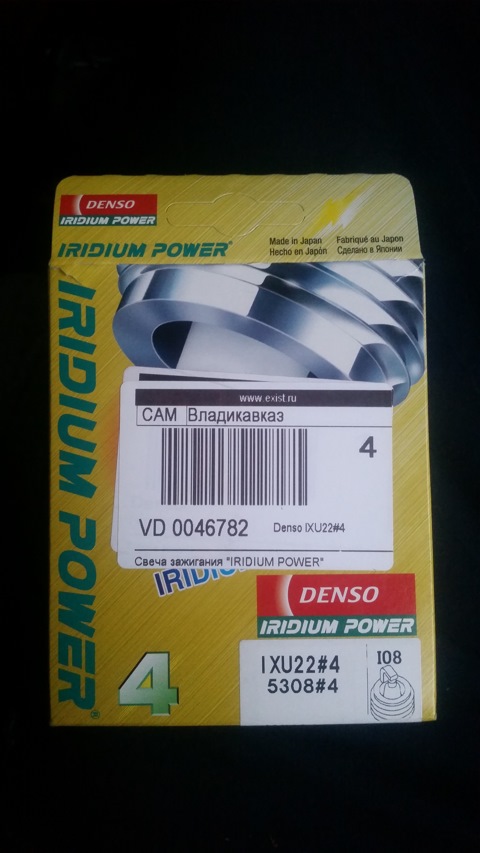 DENSO
IRIDIUM POWER
IRIDIUM POWER®
Made in Japan
Fabriqué au Japon
Hecho en Japón
Сделано в Японии
IRIDIUM POWER®
www.exist.ru
САМ Владикавказ
4
VD 0046782
Denso IXU22#4
Свеча зажигания "IRIDIUM POWER"
DENSO
IRIDIUM POWER
4
IXU22#4
5308#4
I08